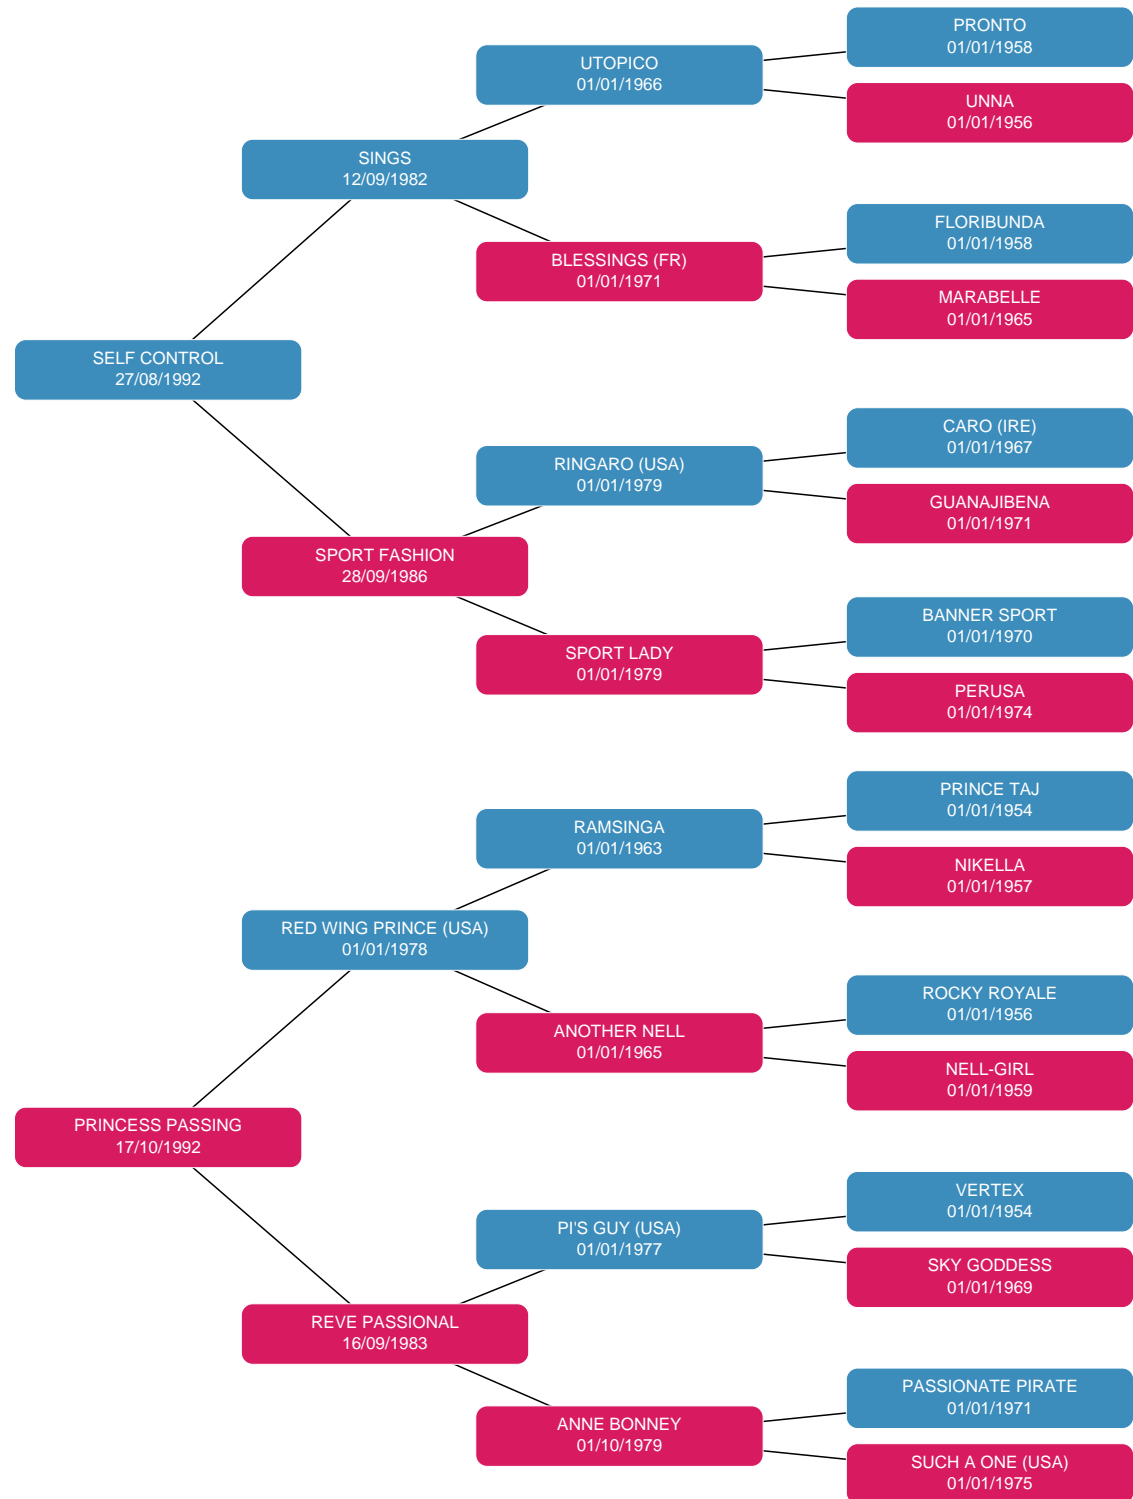 PRONTO
01/01/1958
UTOPICO
01/01/1966
UNNA
01/01/1956
SINGS
12/09/1982
FLORIBUNDA
01/01/1958
BLESSINGS (FR)
01/01/1971
MARABELLE
01/01/1965
SELF CONTROL
27/08/1992
CARO (IRE)
01/01/1967
RINGARO (USA)
01/01/1979
GUANAJIBENA
01/01/1971
SPORT FASHION
28/09/1986
BANNER SPORT
01/01/1970
SPORT LADY
01/01/1979
PERUSA
01/01/1974
PRINCE TAJ
01/01/1954
RAMSINGA
01/01/1963
NIKELLA
01/01/1957
RED WING PRINCE (USA)
01/01/1978
ROCKY ROYALE
01/01/1956
ANOTHER NELL
01/01/1965
NELL-GIRL
01/01/1959
PRINCESS PASSING
17/10/1992
VERTEX
01/01/1954
PI'S GUY (USA)
01/01/1977
SKY GODDESS
01/01/1969
REVE PASSIONAL
16/09/1983
PASSIONATE PIRATE
01/01/1971
ANNE BONNEY
01/10/1979
SUCH A ONE (USA)
01/01/1975